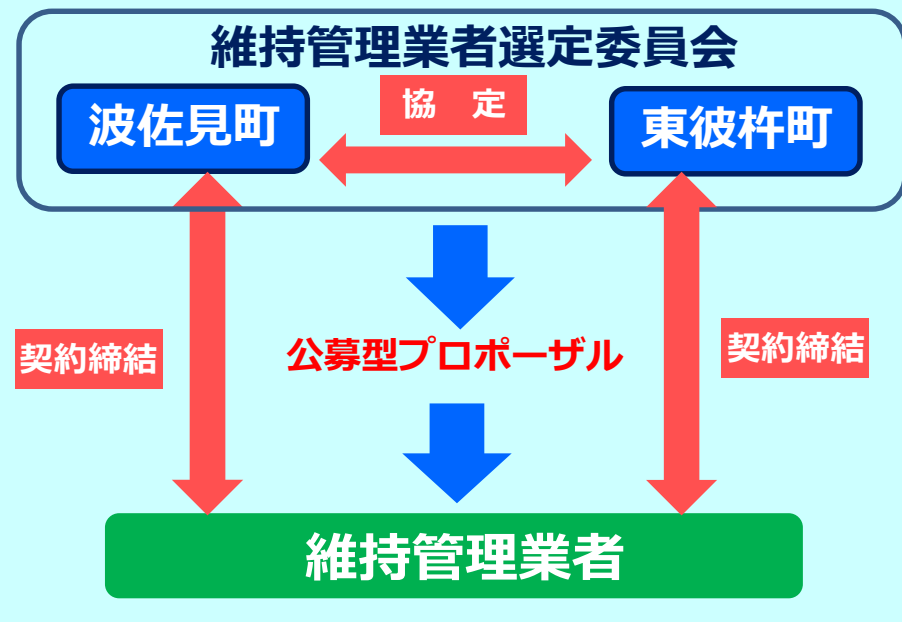 維持管理業者選定委員会
協　定
波佐見町
東彼杵町
契約締結
公募型プロポーザル
契約締結
維持管理業者